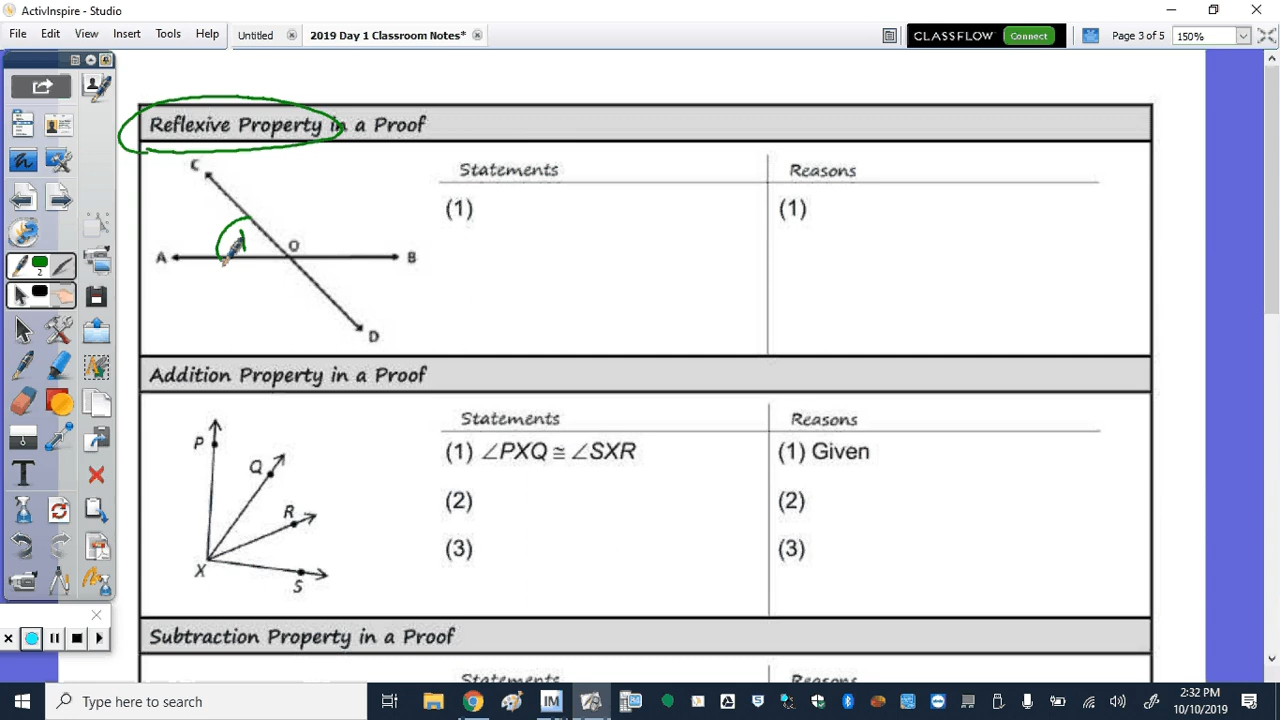 ActivInspire - Studio
File Edit View Insert Tools Help Untitled 2019 Day 1 Classroom Notes* CLASSFLOW Connect Page 3 of 5 150%
2
Reflexive Property in a Proof
C
O
A
B
D
Statements Reasons
(1) (1)
Addition Property in a Proof
P
Q
R
X
S
Statements Reasons
(1) ∠PXQ ≅ ∠SXR (1) Given
(2) (2)
(3) (3)
Subtraction Property in a Proof
Statements Reasons
Type here to search
IM
2:32 PM
10/10/2019